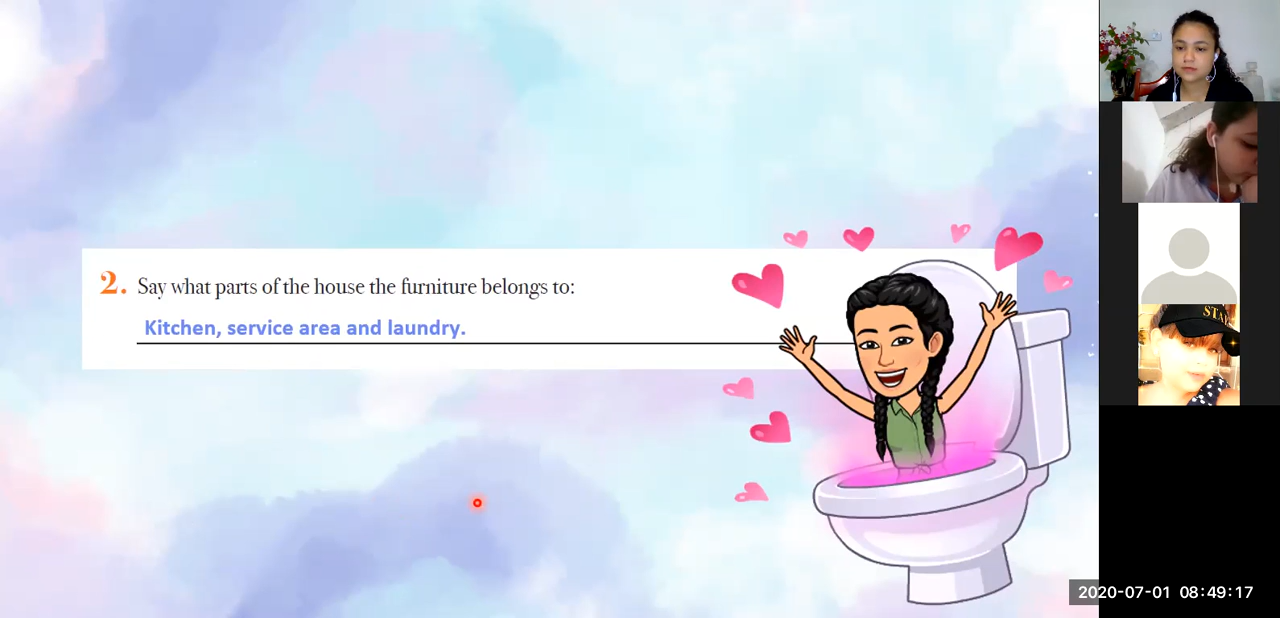 2. Say what parts of the house the furniture belongs to:
Kitchen, service area and laundry.
STA
2020-07-01 08:49:17